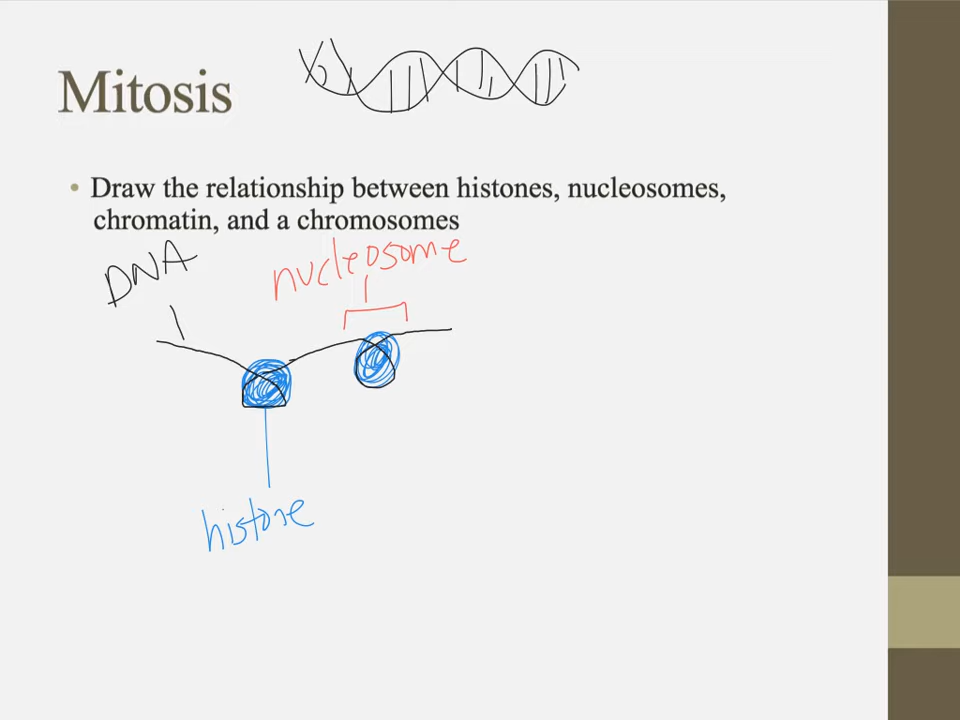 Mitosis
• Draw the relationship between histones, nucleosomes,
chromatin, and a chromosomes
DNA
nucleosome
histone